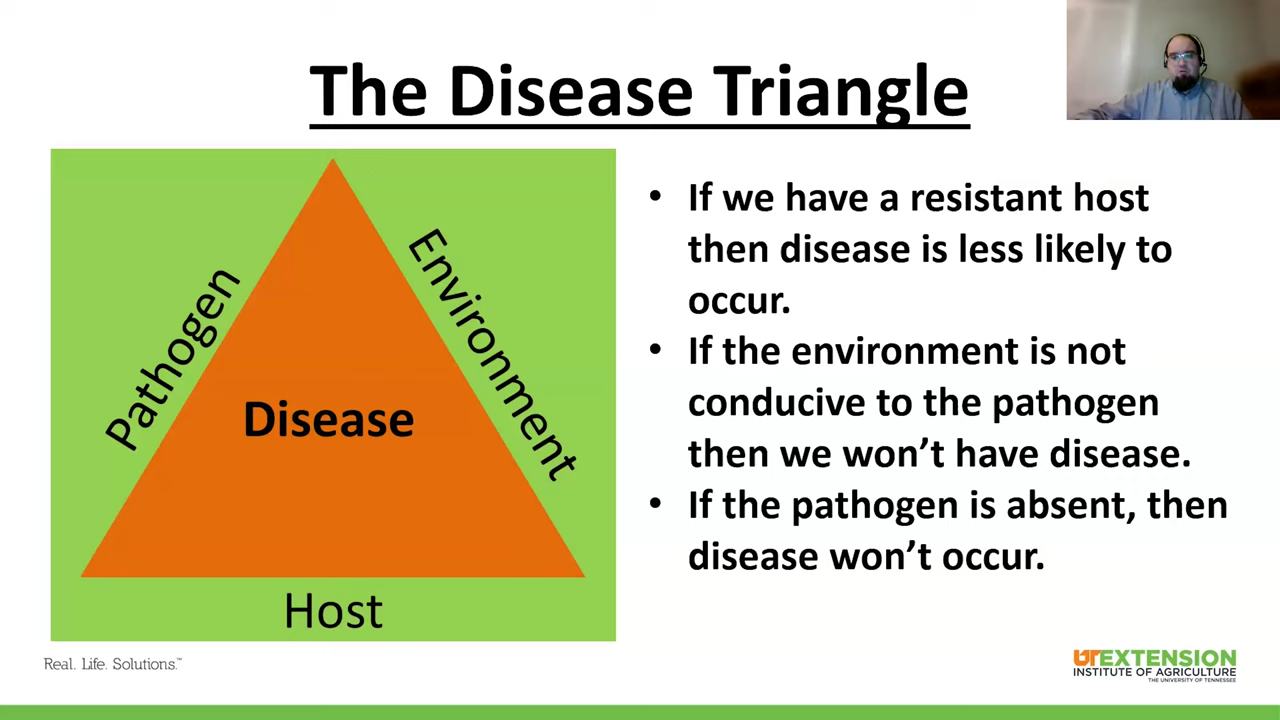 The Disease Triangle
Pathogen
Environment
Disease
Host
• If we have a resistant host
then disease is less likely to
occur.
• If the environment is not
conducive to the pathogen
then we won’t have disease.
• If the pathogen is absent, then
disease won’t occur.
Real. Life. Solutions.™
UT EXTENSION
INSTITUTE OF AGRICULTURE
THE UNIVERSITY OF TENNESSEE